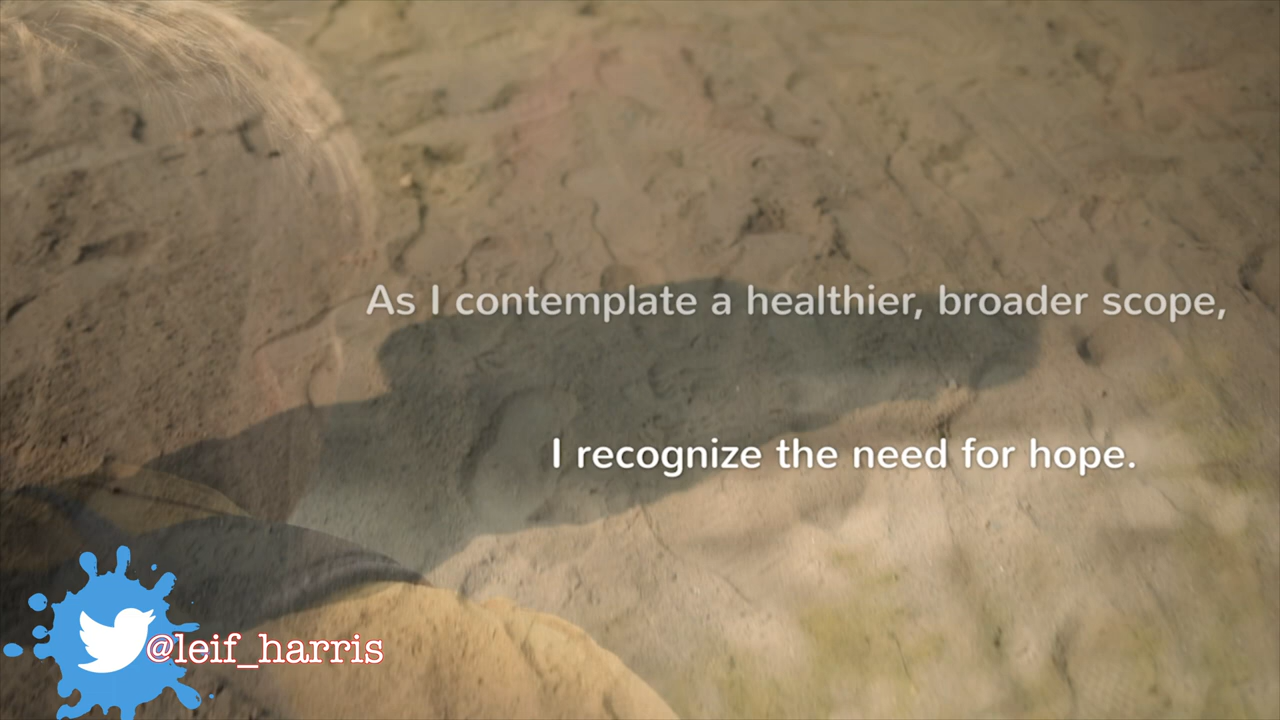 As I contemplate a healthier, broader scope,
I recognize the need for hope.
@leif_harris